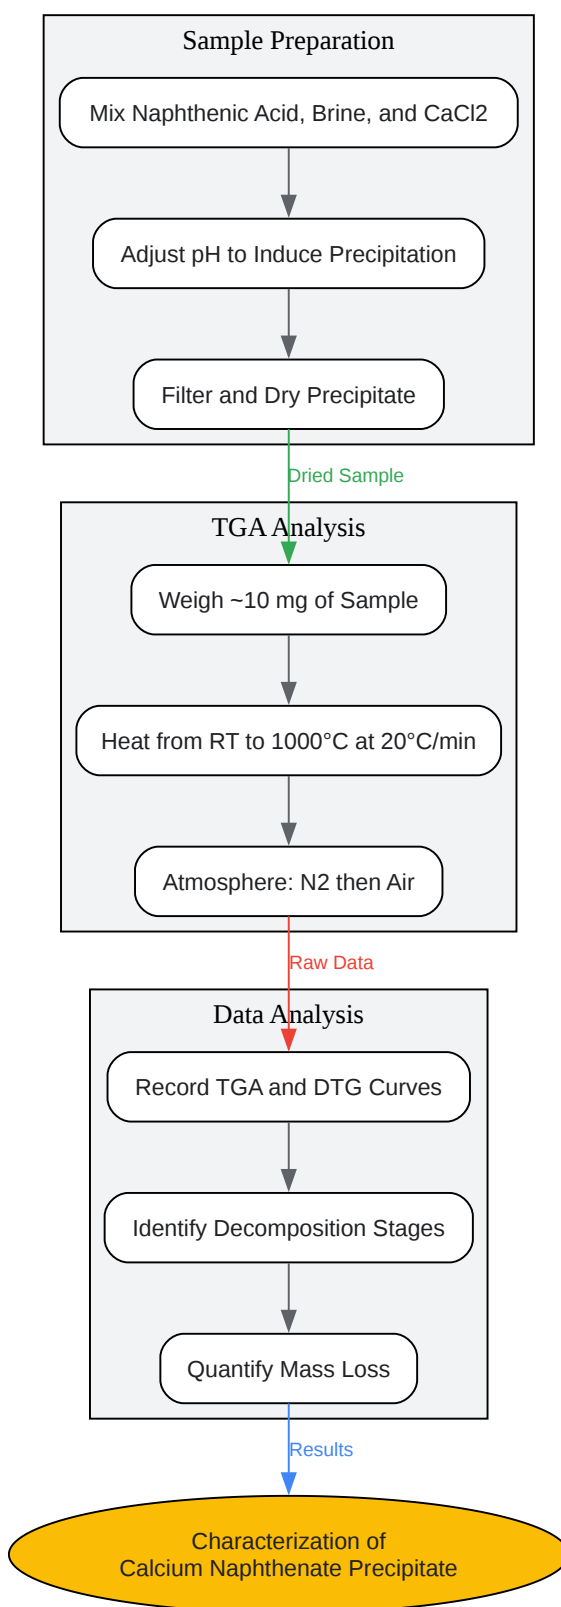 Sample Preparation
Mix Naphthenic Acid, Brine, and CaCl2
Adjust pH to Induce Precipitation
Filter and Dry Precipitate
Dried Sample
TGA Analysis
Weigh ~10 mg of Sample
Heat from RT to 1000°C at 20°C/min
Atmosphere: N2 then Air
Raw Data
Data Analysis
Record TGA and DTG Curves
Identify Decomposition Stages
Quantify Mass Loss
Results
Characterization of
Calcium Naphthenate Precipitate